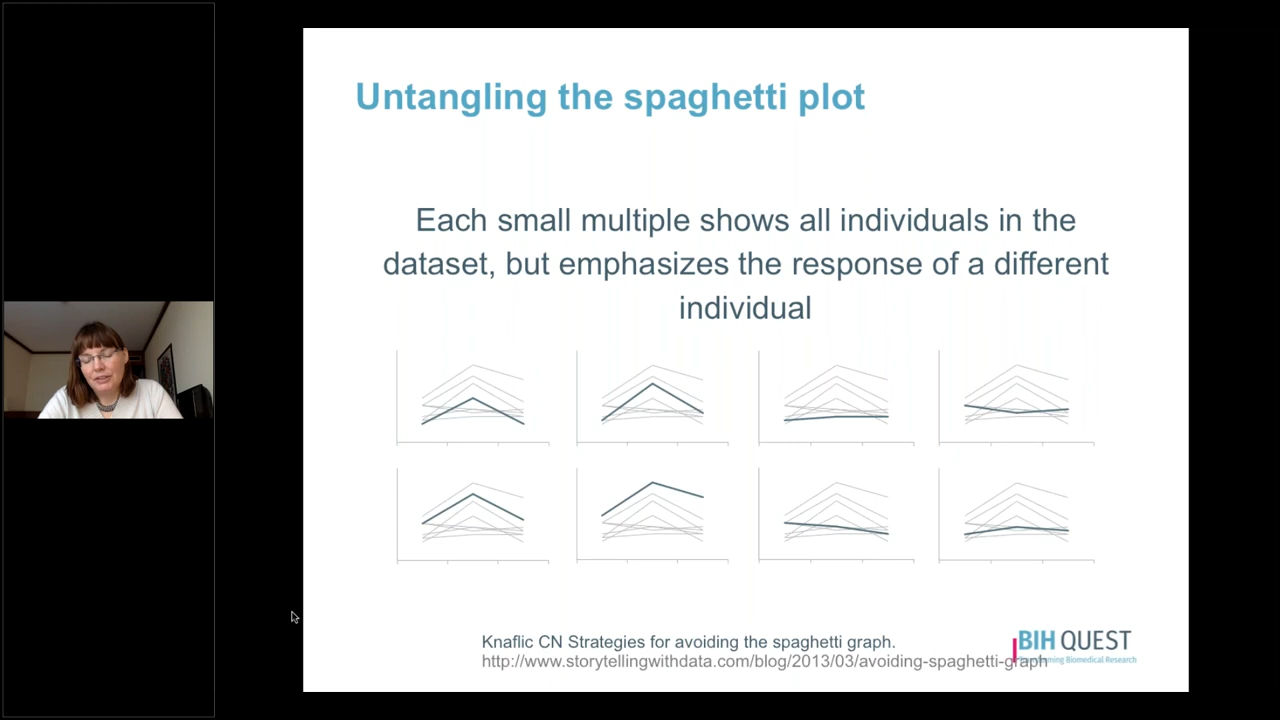 Untangling the spaghetti plot
Each small multiple shows all individuals in the
dataset, but emphasizes the response of a different
individual
Knaflic CN Strategies for avoiding the spaghetti graph.
http://www.storytellingwithdata.com/blog/2013/03/avoiding-spaghetti-graph
BIH QUEST
Biomedical Research